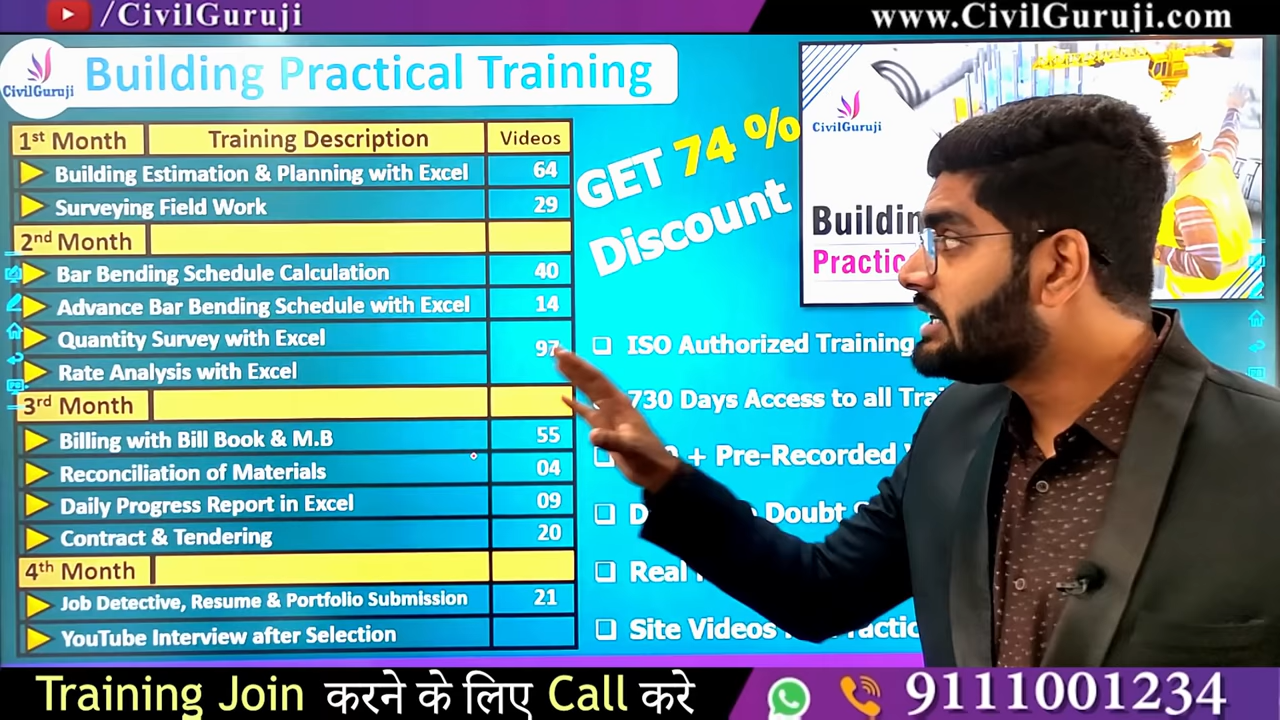 /CivilGuruji
www.CivilGuruji.com
CivilGuruji
Building Practical Training
1st Month Training Description Videos
Building Estimation & Planning with Excel 64
Surveying Field Work 29
2nd Month
Bar Bending Schedule Calculation 40
Advance Bar Bending Schedule with Excel 14
Quantity Survey with Excel 97
Rate Analysis with Excel
3rd Month
Billing with Bill Book & M.B 55
Reconciliation of Materials 04
Daily Progress Report in Excel 09
Contract & Tendering 20
4th Month
Job Detective, Resume & Portfolio Submission 21
YouTube Interview after Selection
GET 74 %
Discount
CivilGuruji
ISO Authorized Training
730 Days Access to all
+ Pre-Recorded
Doubt
Real
Site Videos
Training Join करने के लिए Call करे
9111001234